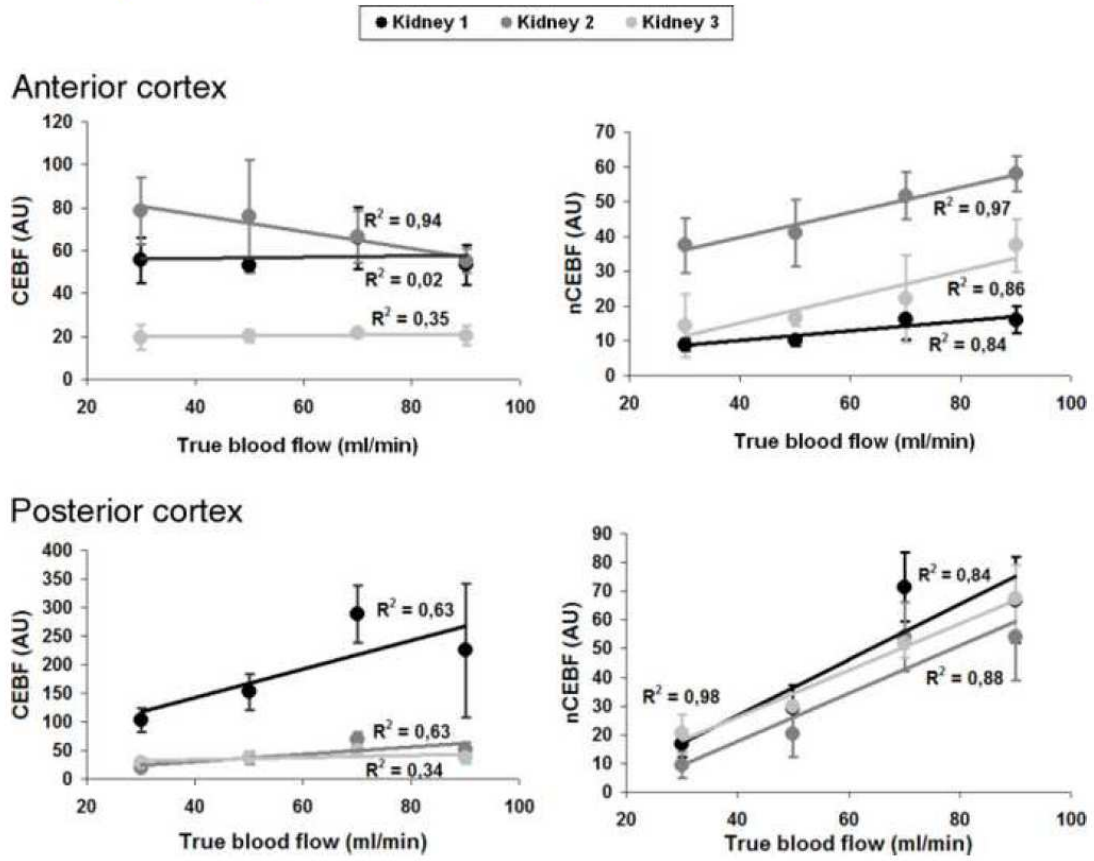 Kidney 1 Kidney 2 Kidney 3
Anterior cortex
CEBF (AU)
120
100
80
60
40
20
0
R² = 0,94
R² = 0,02
R² = 0,35
20 40 60 80 100
True blood flow (ml/min)
nCEBF (AU)
70
60
50
40
30
20
10
0
R² = 0,97
R² = 0,86
R² = 0,84
20 40 60 80 100
True blood flow (ml/min)
Posterior cortex
CEBF (AU)
400
350
300
250
200
150
100
50
0
R² = 0,63
R² = 0,63
R² = 0,34
20 40 60 80 100
True blood flow (ml/min)
nCEBF (AU)
90
80
70
60
50
40
30
20
10
0
R² = 0,84
R² = 0,98
R² = 0,88
20 40 60 80 100
True blood flow (ml/min)